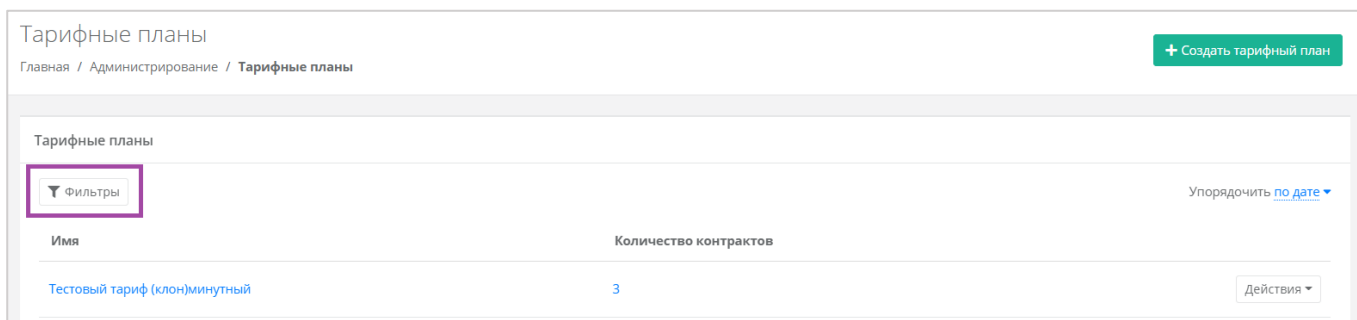 Тарифные планы
Главная / Администрирование / Тарифные планы
+ Создать тарифный план
Тарифные планы
Фильтры
Упорядочить по дате
Имя Количество контрактов
Тестовый тариф (клон)минутный 3 Действия